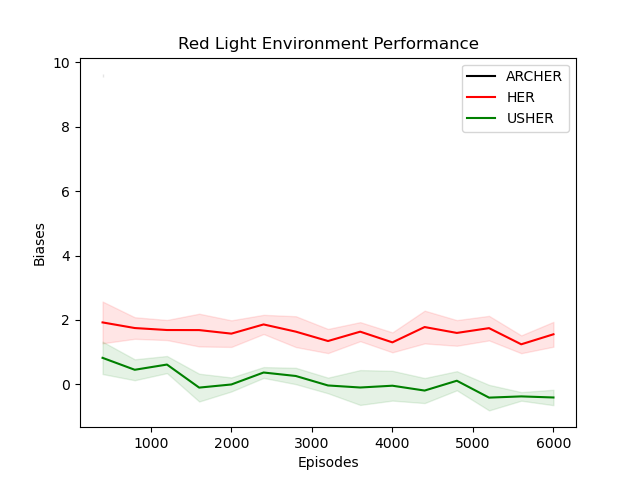 Red Light Environment Performance
10
8
6
4
2
0
Biases
ARCHER
HER
USHER
1000
2000
3000
4000
5000
6000
Episodes